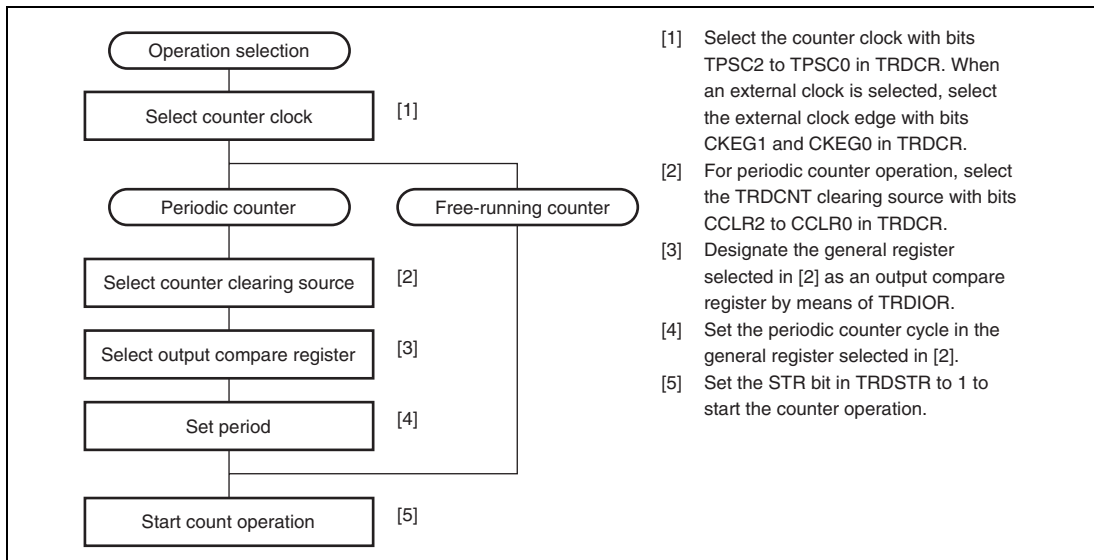 Operation selection
Select counter clock
[1]
Periodic counter
Free-running counter
Select counter clearing source
[2]
Select output compare register
[3]
Set period
[4]
Start count operation
[5]
[1] Select the counter clock with bits
TPSC2 to TPSC0 in TRDCR. When
an external clock is selected, select
the external clock edge with bits
CKEG1 and CKEG0 in TRDCR.
[2] For periodic counter operation, select
the TRDCNT clearing source with bits
CCLR2 to CCLR0 in TRDCR.
[3] Designate the general register
selected in [2] as an output compare
register by means of TRDIOR.
[4] Set the periodic counter cycle in the
general register selected in [2].
[5] Set the STR bit in TRDSTR to 1 to
start the counter operation.